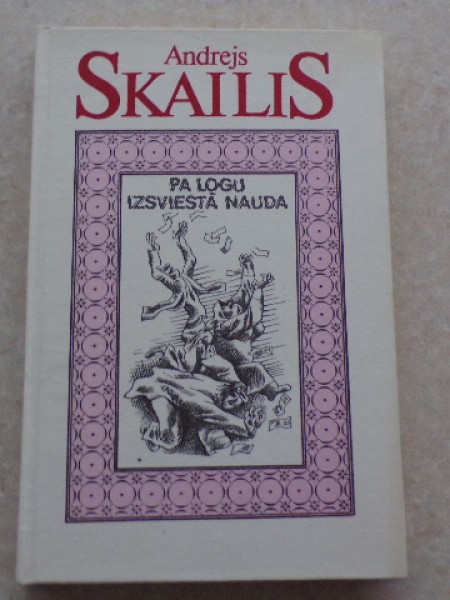 Andrejs
SKAILIS
PA LOGU
IZSVIESTĀ NAUDA